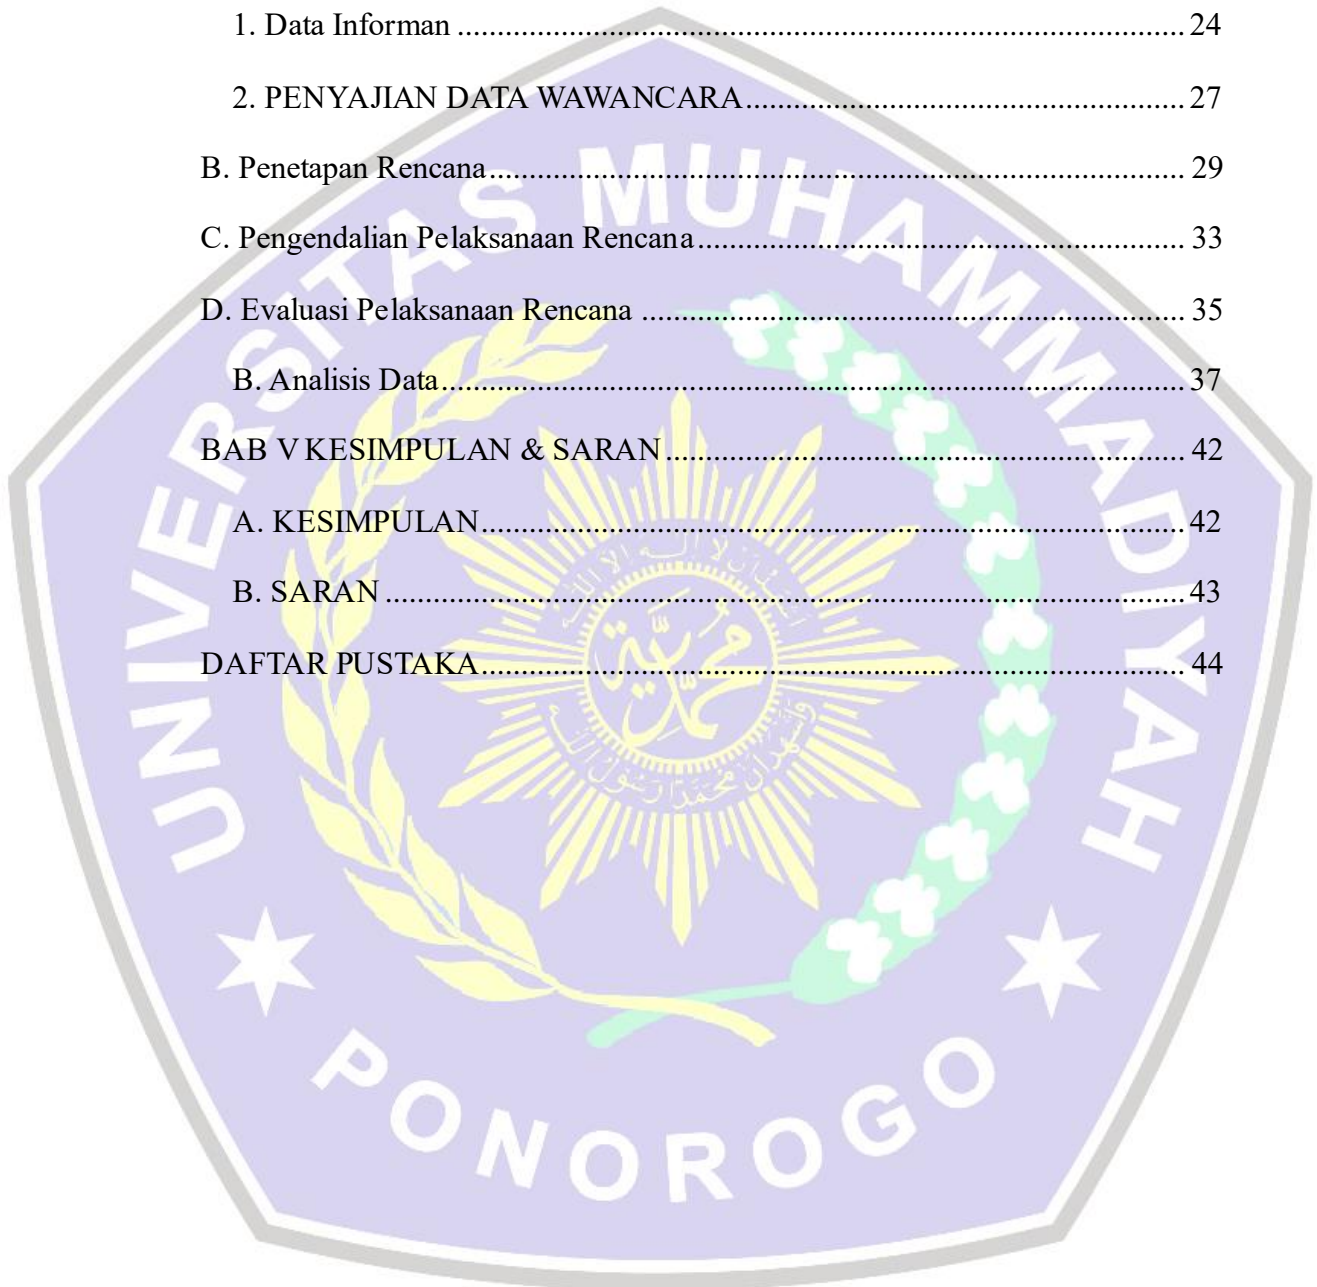 1. Data Informan ........................................................................................ 24
2. PENYAJIAN DATA WAWANCARA ..................................................... 27
B. Penetapan Rencana .................................................................................... 29
C. Pengendalian Pelaksanaan Rencana ........................................................... 33
D. Evaluasi Pelaksanaan Rencana .................................................................. 35
B. Analisis Data .......................................................................................... 37
BAB V KESIMPULAN & SARAN ............................................................... 42
A. KESIMPULAN ..................................................................................... 42
B. SARAN ................................................................................................. 43
DAFTAR PUSTAKA ..................................................................................... 44
UNIVERSITAS MUHAMMADIYAH
PONOROGO
محمدية